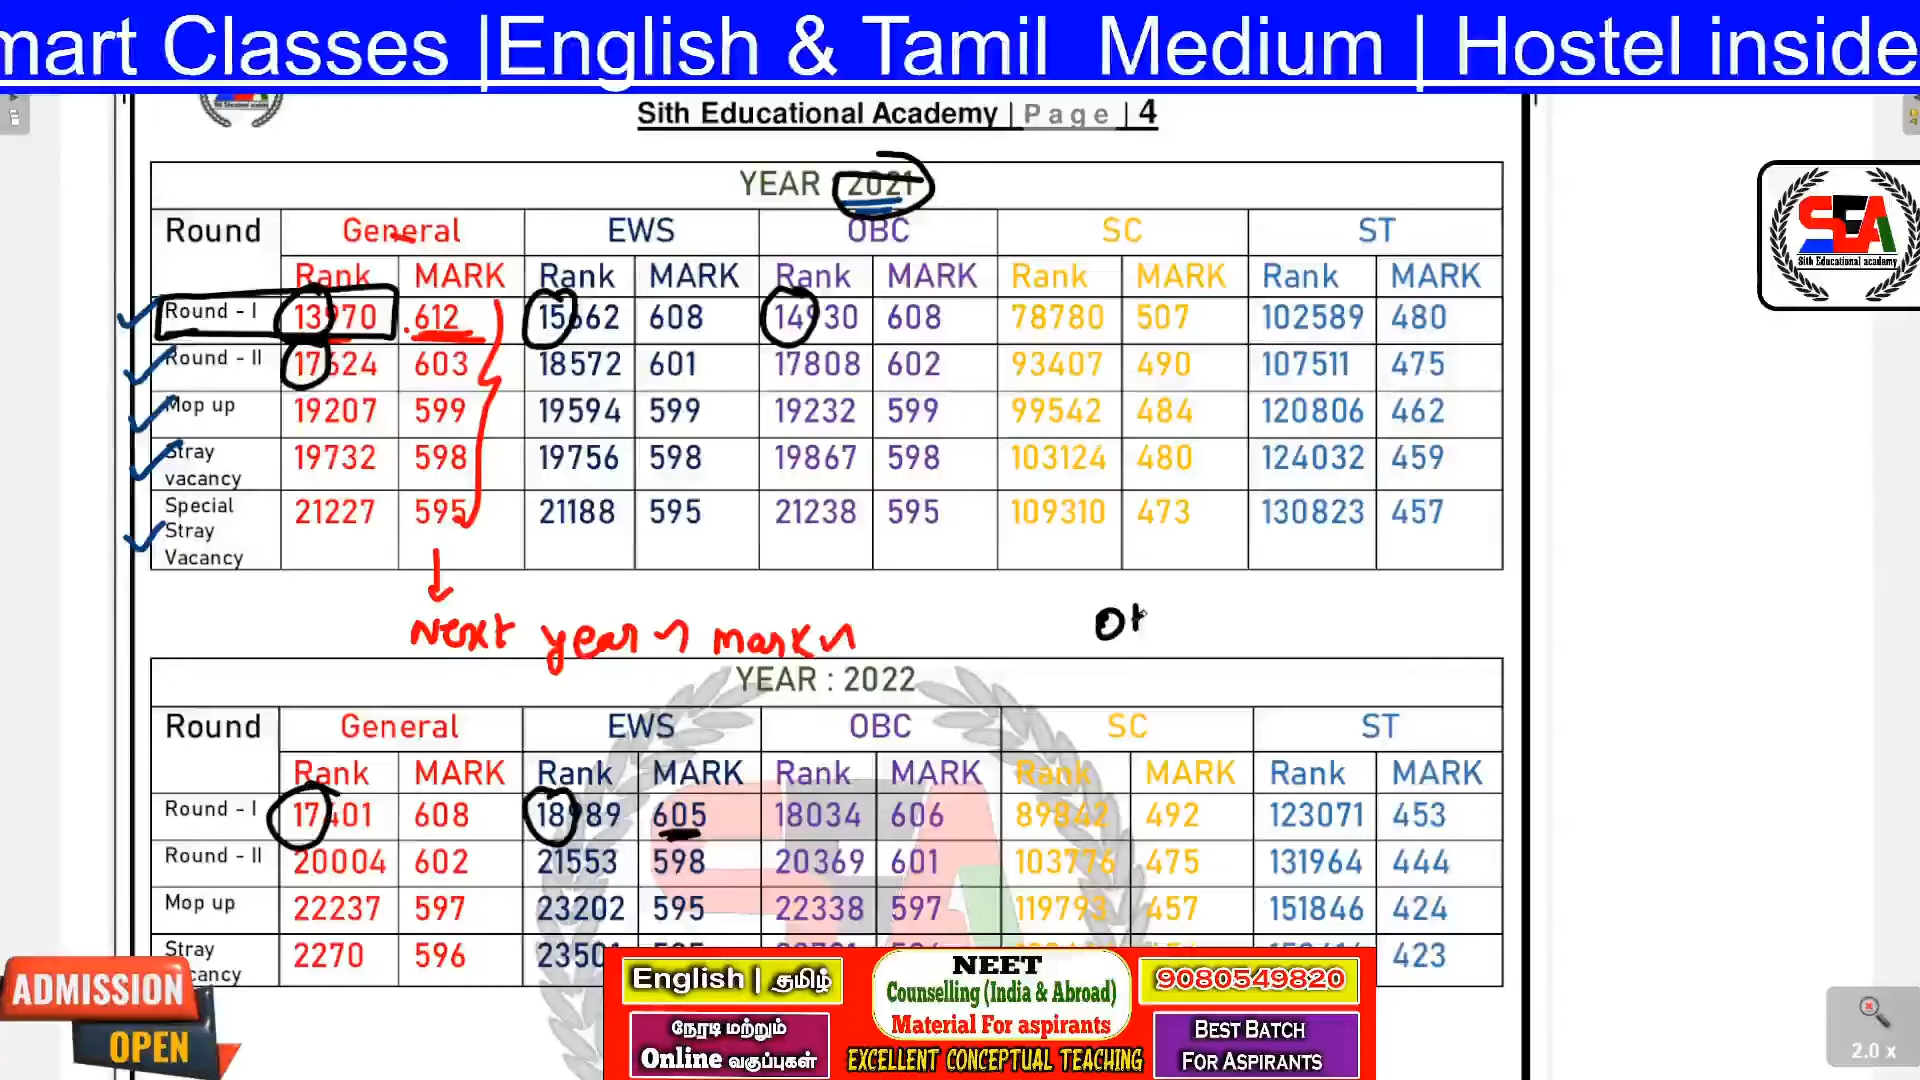 mart Classes |English & Tamil Medium | Hostel inside
Sith Educational Academy | Page | 4
YEAR : 2021
Round General EWS OBC SC ST
Rank MARK Rank MARK Rank MARK Rank MARK Rank MARK
Round - I 13970 612 15662 608 14930 608 78780 507 102589 480
Round - II 17624 603 18572 601 17808 602 93407 490 107511 475
Mop up 19207 599 19594 599 19232 599 99542 484 120806 462
Stray vacancy 19732 598 19756 598 19867 598 103124 480 124032 459
Special Stray Vacancy 21227 595 21188 595 21238 595 109310 473 130823 457
Next year mark
YEAR : 2022
Round General EWS OBC SC ST
Rank MARK Rank MARK Rank MARK Rank MARK Rank MARK
Round - I 17401 608 18989 605 18034 606 89842 492 123071 453
Round - II 20004 602 21553 598 20369 601 103776 475 131964 444
Mop up 22237 597 23202 595 22338 597 119793 457 151846 424
Stray 2270 596 423
SEA
Sith Educational academy
ADMISSION
OPEN
English | தமிழ்
நேரடி மற்றும்
Online வகுப்புகள்
NEET
Counselling (India & Abroad)
Material For aspirants
EXCELLENT CONCEPTUAL TEACHING
9080549820
BEST BATCH
FOR ASPIRANTS
2.0 x